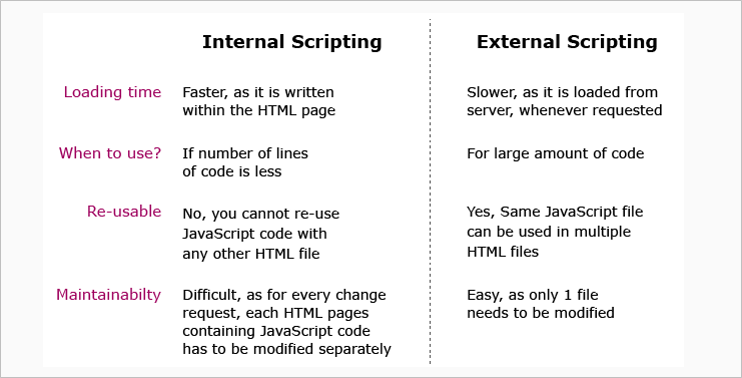 Internal Scripting
External Scripting
Loading time
Faster, as it is written
within the HTML page
Slower, as it is loaded from
server, whenever requested
When to use?
If number of lines
of code is less
For large amount of code
Re-usable
No, you cannot re-use
JavaScript code with
any other HTML file
Yes, Same JavaScript file
can be used in multiple
HTML files
Maintainabilty
Difficult, as for every change
request, each HTML pages
containing JavaScript code
has to be modified separately
Easy, as only 1 file
needs to be modified